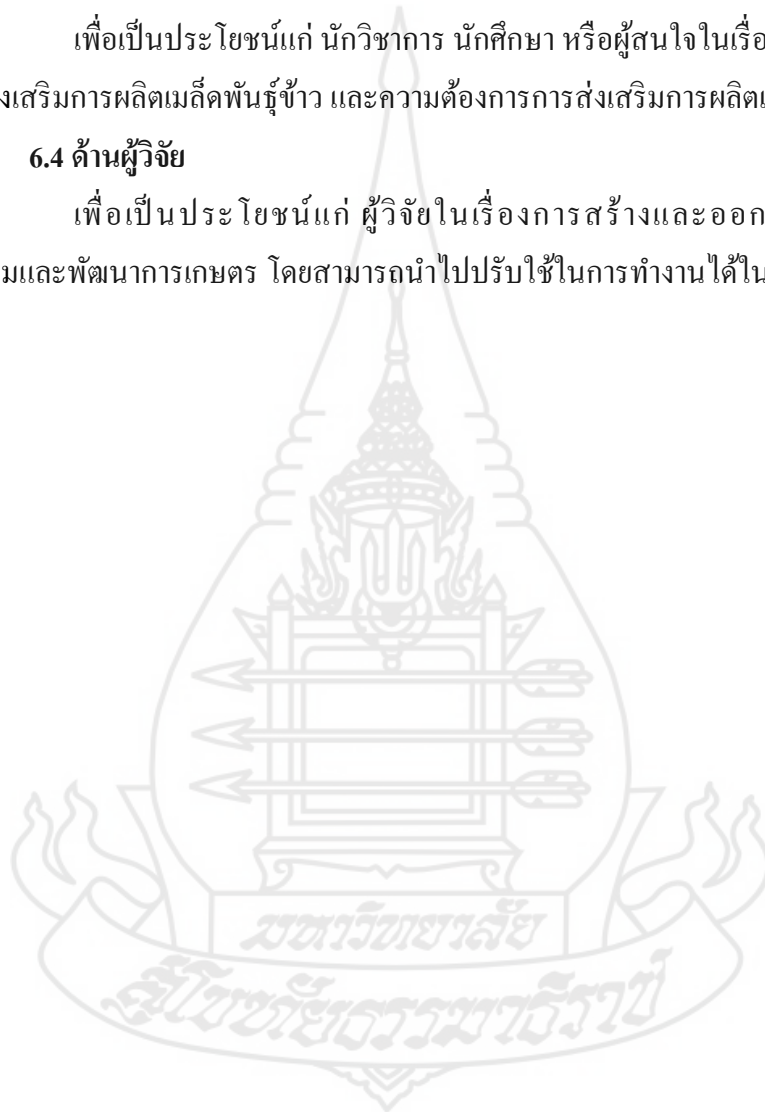 เพื่อเป็นประโยชน์แก่ นักวิชาการ นักศึกษา หรือผู้สนใจในเรื่อ
งเสริมการผลิตเมล็ดพันธุ์ข้าว และความต้องการการส่งเสริมการผลิตเ
6.4 ด้านผู้วิจัย
เพื่อเป็นประโยชน์แก่ ผู้วิจัยในเรื่องการสร้างและออก
มและพัฒนาการเกษตร โดยสามารถนำไปปรับใช้ในการทำงานได้ใน
มหาวิทยาลัย
สุโขทัยธรรมาธิราช